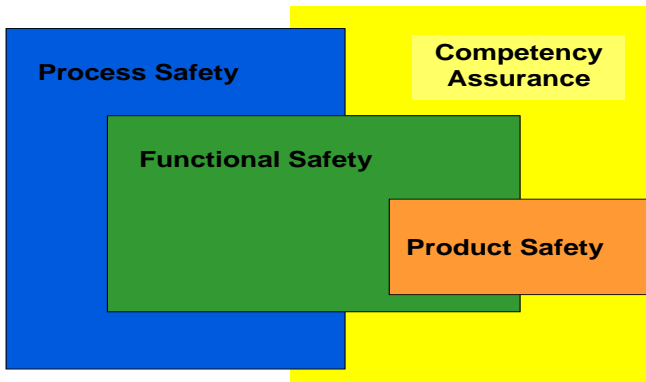 Process Safety
Competency
Assurance
Functional Safety
Product Safety